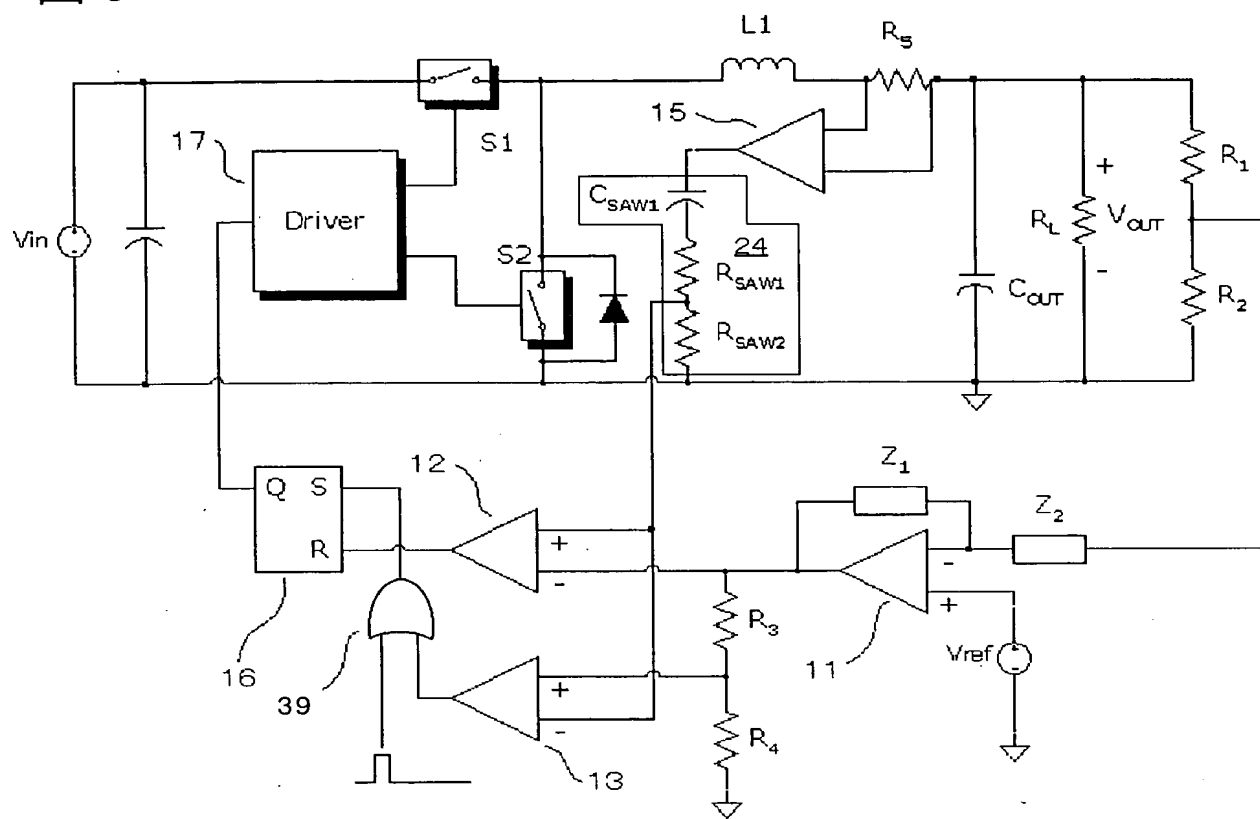 L1
R5
15
17
S1
R1
CSAW1
+
Driver
RL
VOUT
Vin
S2
24
RSAW1
-
COUT
R2
RSAW2
Z1
12
Z2
Q S
+
R
-
-
+
R3
11
Vref
16
39
+
-
R4
13